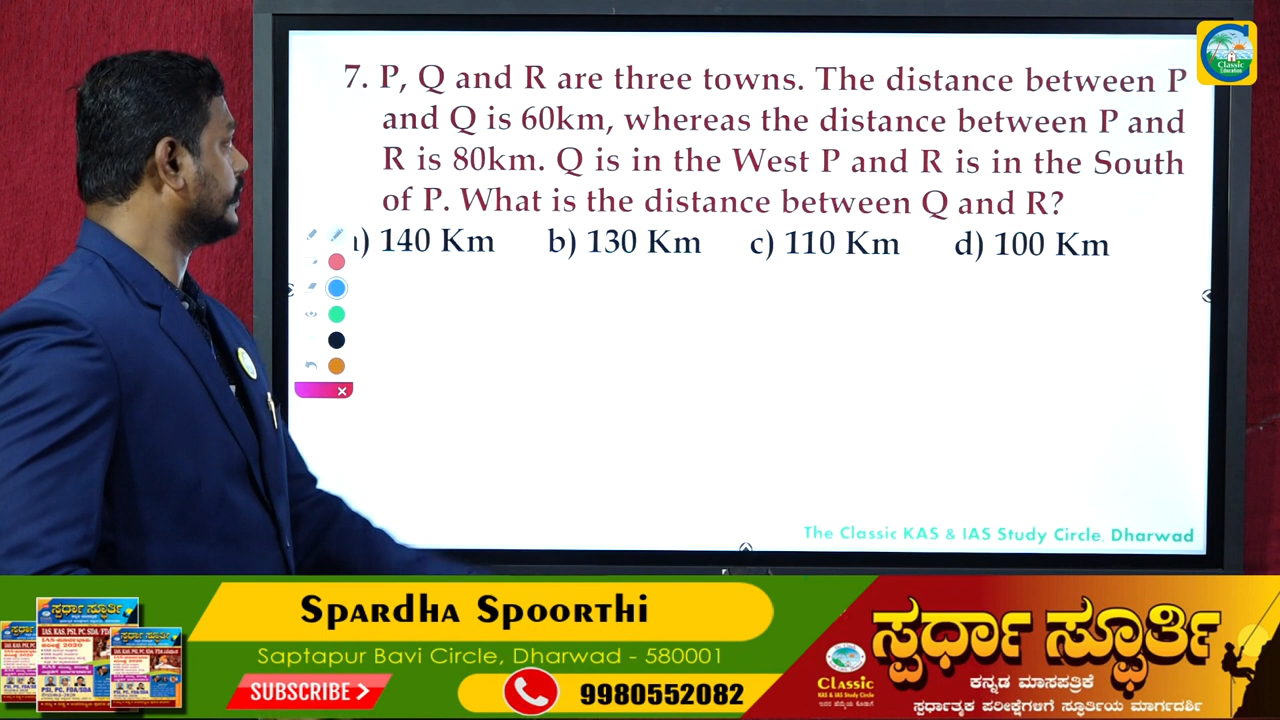 7. P, Q and R are three towns. The distance between P
and Q is 60km, whereas the distance between P and
R is 80km. Q is in the West P and R is in the South
of P. What is the distance between Q and R?
) 140 Km b) 130 Km c) 110 Km d) 100 Km
Classic
Education
The Classic KAS & IAS Study Circle, Dharwad
ಸ್ಪರ್ಧಾ ಸ್ಫೂರ್ತಿ
Spardha Spoorthi
Saptapur Bavi Circle, Dharwad - 580001
SUBSCRIBE
9980552082
ಸ್ಪರ್ಧಾ ಸ್ಫೂರ್ತಿ
Classic
KAS & IAS Study Circle
ಕನ್ನಡ ಮಾಸಪತ್ರಿಕೆ
ಸ್ಪರ್ಧಾತ್ಮಕ ಪರೀಕ್ಷೆಗಳಿಗೆ ಸ್ಫೂರ್ತಿಯ ಮಾರ್ಗದರ್ಶಿ